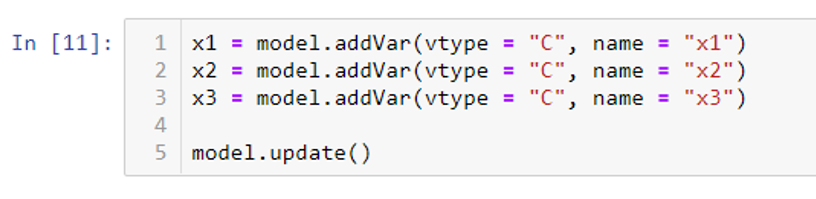 In [11]:
1 x1 = model.addVar(vtype = "C", name = "x1")
2 x2 = model.addVar(vtype = "C", name = "x2")
3 x3 = model.addVar(vtype = "C", name = "x3")
4
5 model.update()